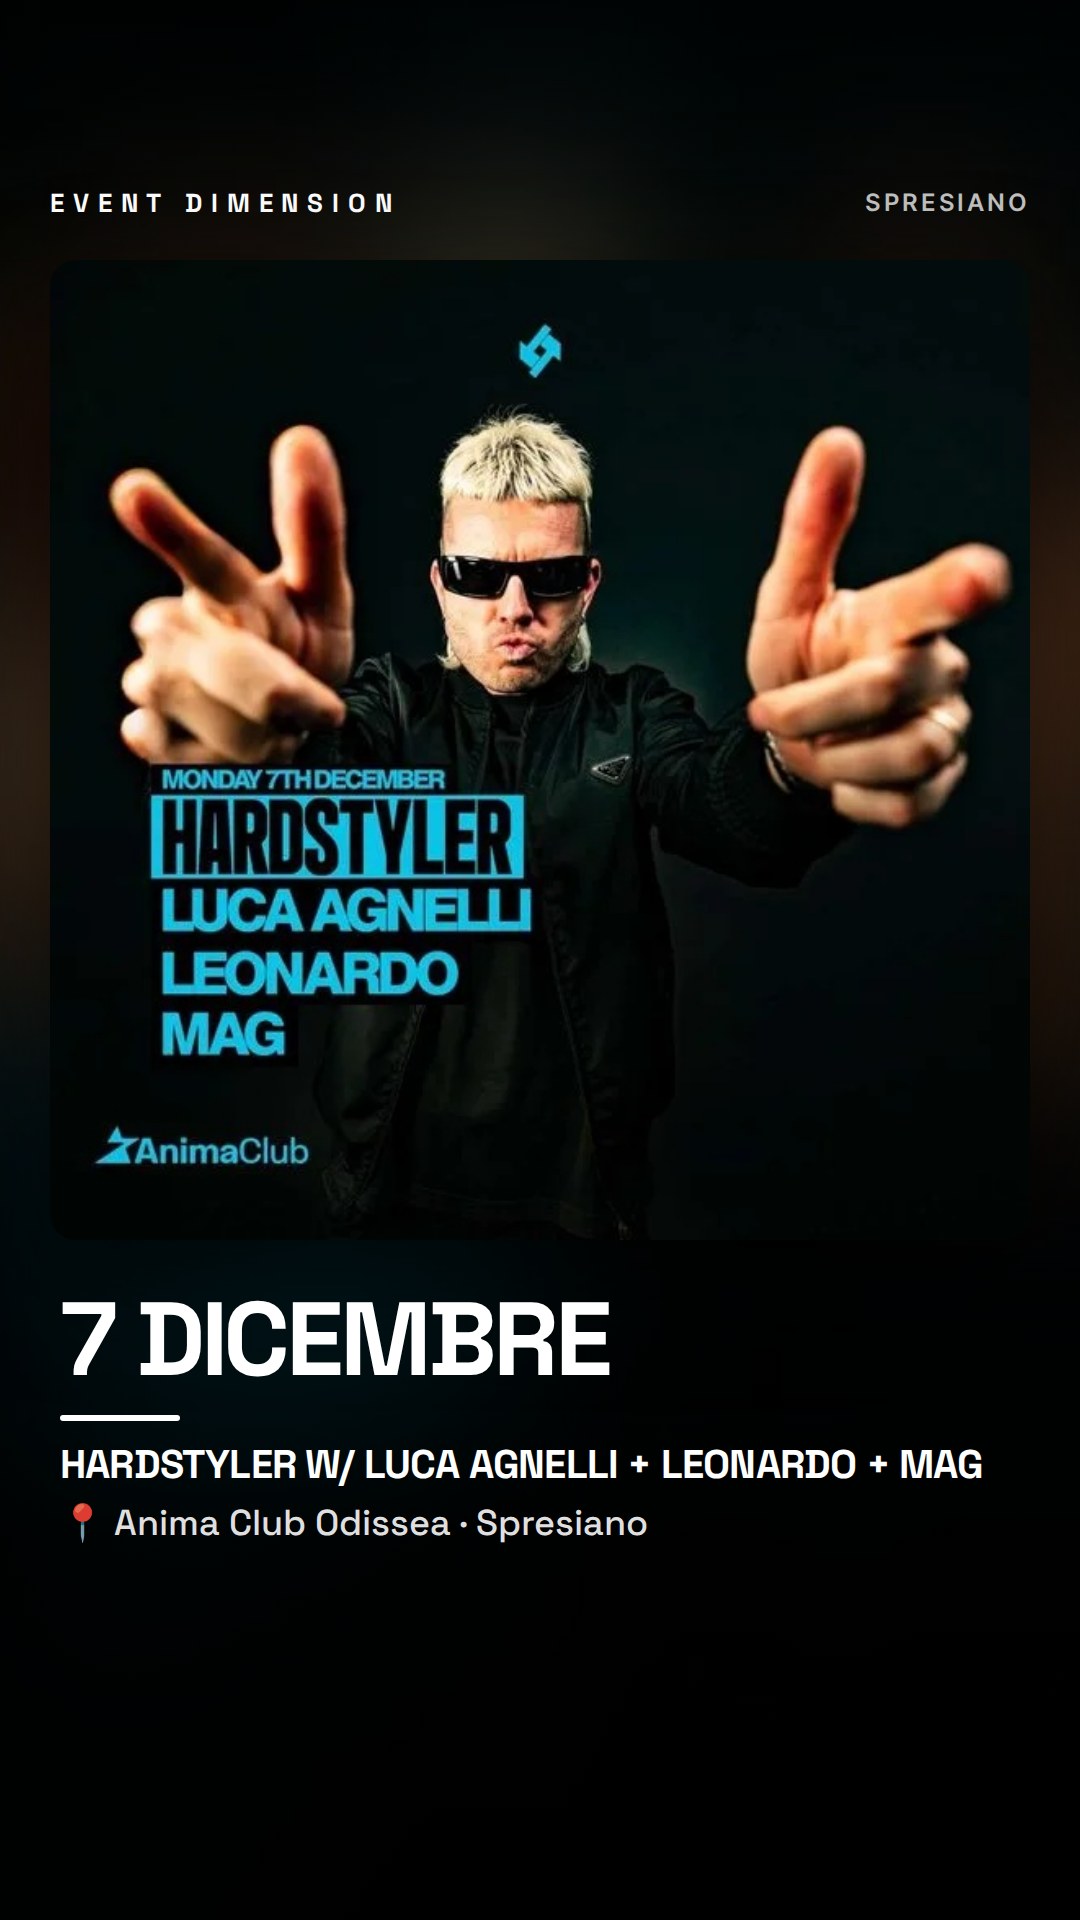 EVENT DIMENSION
SPRESIANO
MONDAY 7TH DECEMBER
HARDSTYLER
LUCA AGNELLI
LEONARDO
MAG
AnimaClub
7 DICEMBRE
HARDSTYLER W/ LUCA AGNELLI + LEONARDO + MAG
📍 Anima Club Odissea · Spresiano